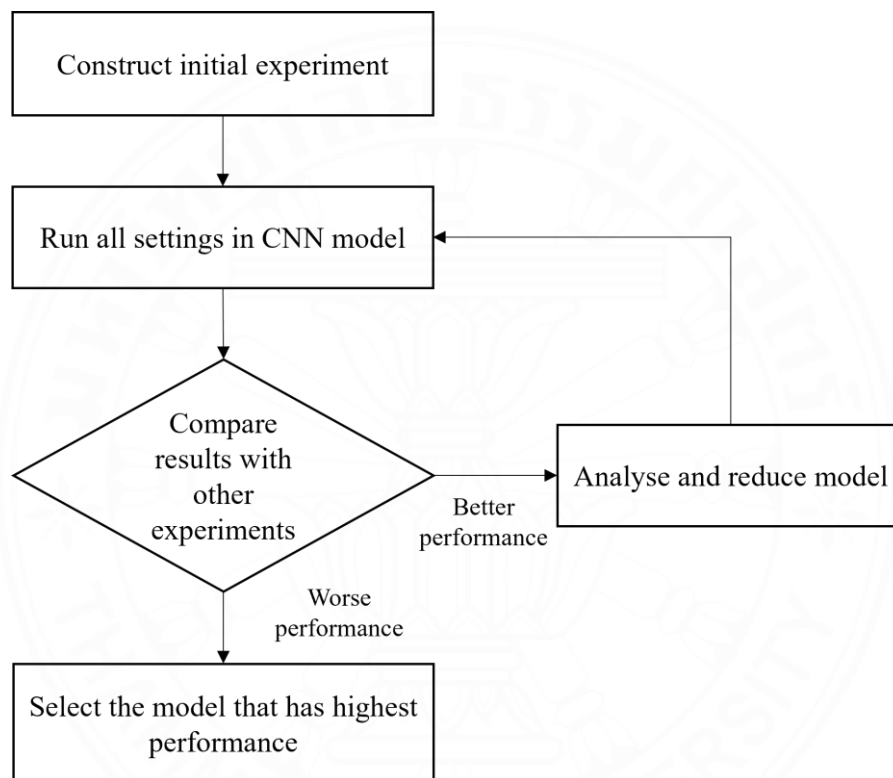 Construct initial experiment
Run all settings in CNN model
Compare
results with
other
experiments
Better
performance
Analyse and reduce model
Worse
performance
Select the model that has highest
performance